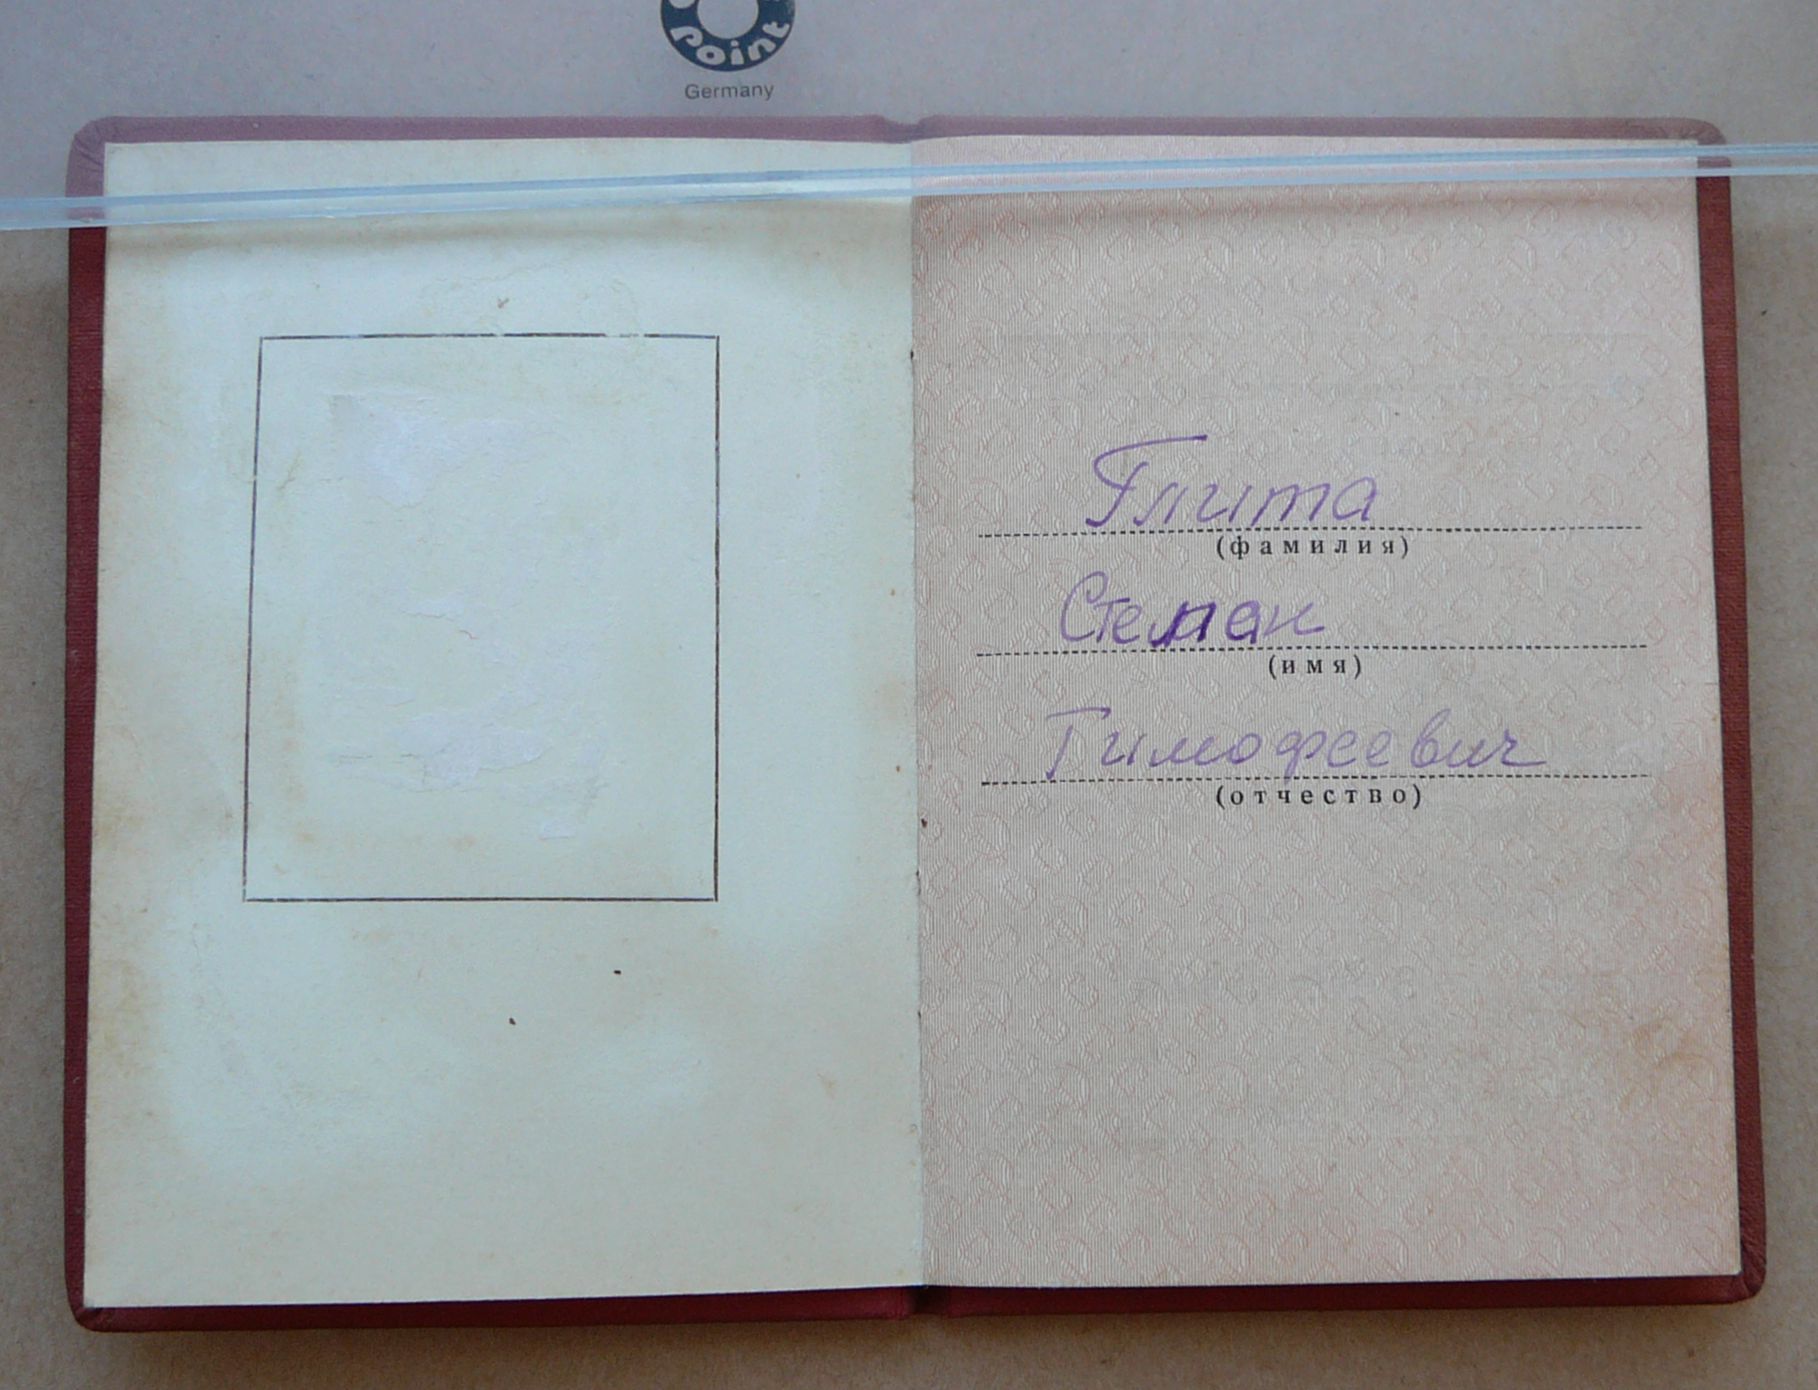 Point
Germany
Глита
(фамилия)
Степан
(имя)
Тимофеевич
(отчество)